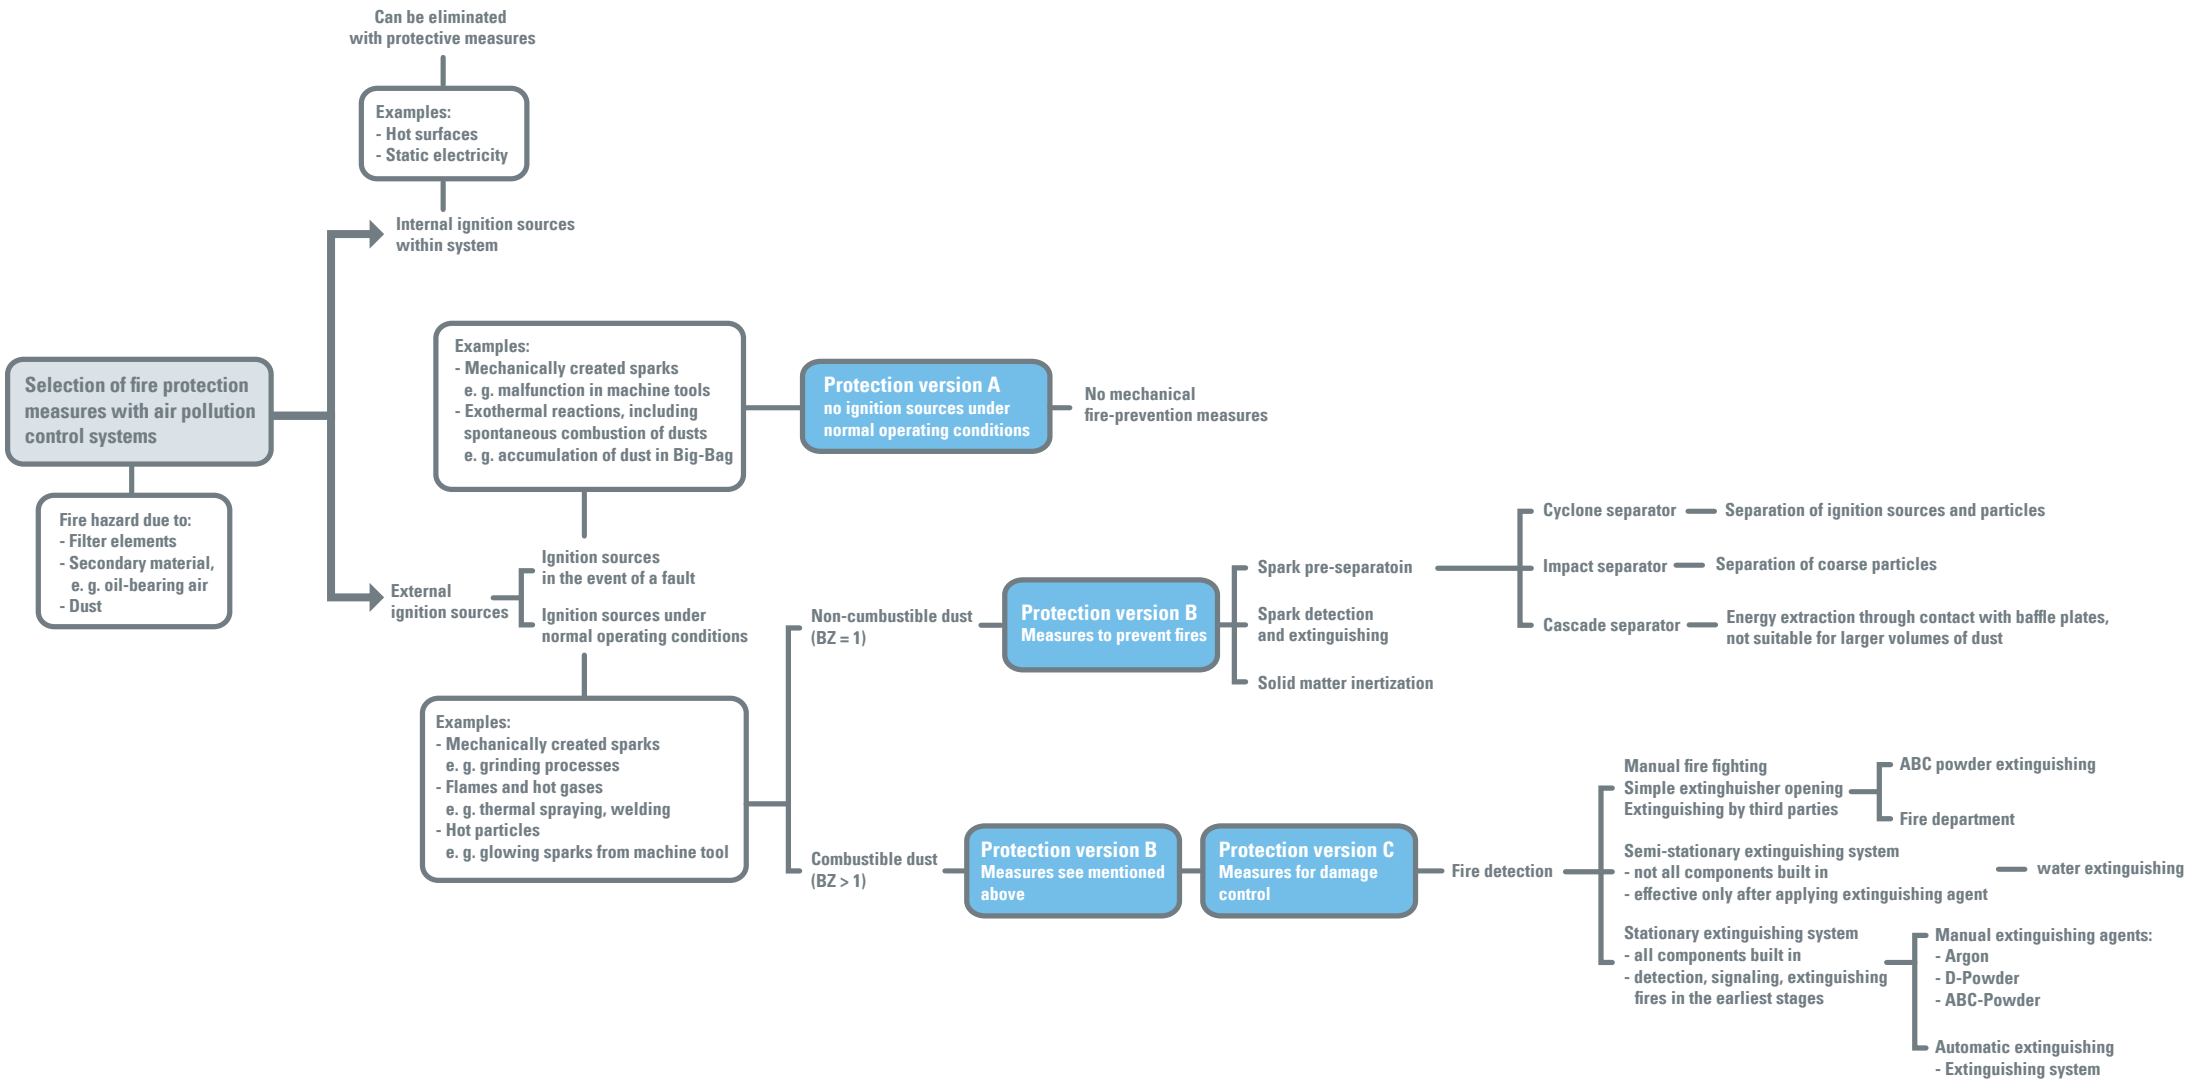 Can be eliminated
with protective measures
Examples:
- Hot surfaces
- Static electricity
Internal ignition sources
within system
Selection of fire protection
measures with air pollution
control systems
Fire hazard due to:
- Filter elements
- Secondary material,
e. g. oil-bearing air
- Dust
Examples:
- Mechanically created sparks
e. g. malfunction in machine tools
- Exothermal reactions, including
spontaneous combustion of dusts
e. g. accumulation of dust in Big-Bag
Protection version A
no ignition sources under
normal operating conditions
No mechanical
fire-prevention measures
External
ignition sources
Ignition sources
in the event of a fault
Ignition sources under
normal operating conditions
Examples:
- Mechanically created sparks
e. g. grinding processes
- Flames and hot gases
e. g. thermal spraying, welding
- Hot particles
e. g. glowing sparks from machine tool
Non-cumbustible dust
(BZ = 1)
Protection version B
Measures to prevent fires
Spark pre-separatoin
Spark detection
and extinguishing
Solid matter inertization
Cyclone separator
Separation of ignition sources and particles
Impact separator
Separation of coarse particles
Cascade separator
Energy extraction through contact with baffle plates,
not suitable for larger volumes of dust
Combustible dust
(BZ > 1)
Protection version B
Measures see mentioned
above
Protection version C
Measures for damage
control
Fire detection
Manual fire fighting
Simple extinghuisher opening
Extinguishing by third parties
ABC powder extinguishing
Fire department
Semi-stationary extinguishing system
- not all components built in
- effective only after applying extinguishing agent
water extinguishing
Stationary extinguishing system
- all components built in
- detection, signaling, extinguishing
fires in the earliest stages
Manual extinguishing agents:
- Argon
- D-Powder
- ABC-Powder
Automatic extinguishing
- Extinguishing system